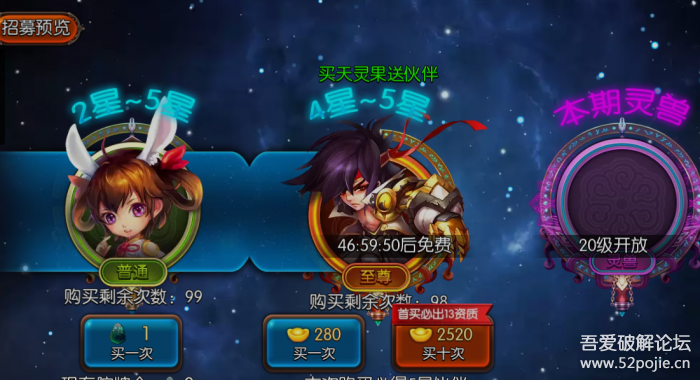 招募预览
买天灵果送伙伴
2星~5星
4星~5星
本期灵兽
46:59:50后免费
20级开放
普通
至尊
灵兽
购买剩余次数：99
购买剩余次数：98
首买必出13资质
1
280
2520
买一次
买一次
买十次
吾爱破解论坛
www.52pojie.cn